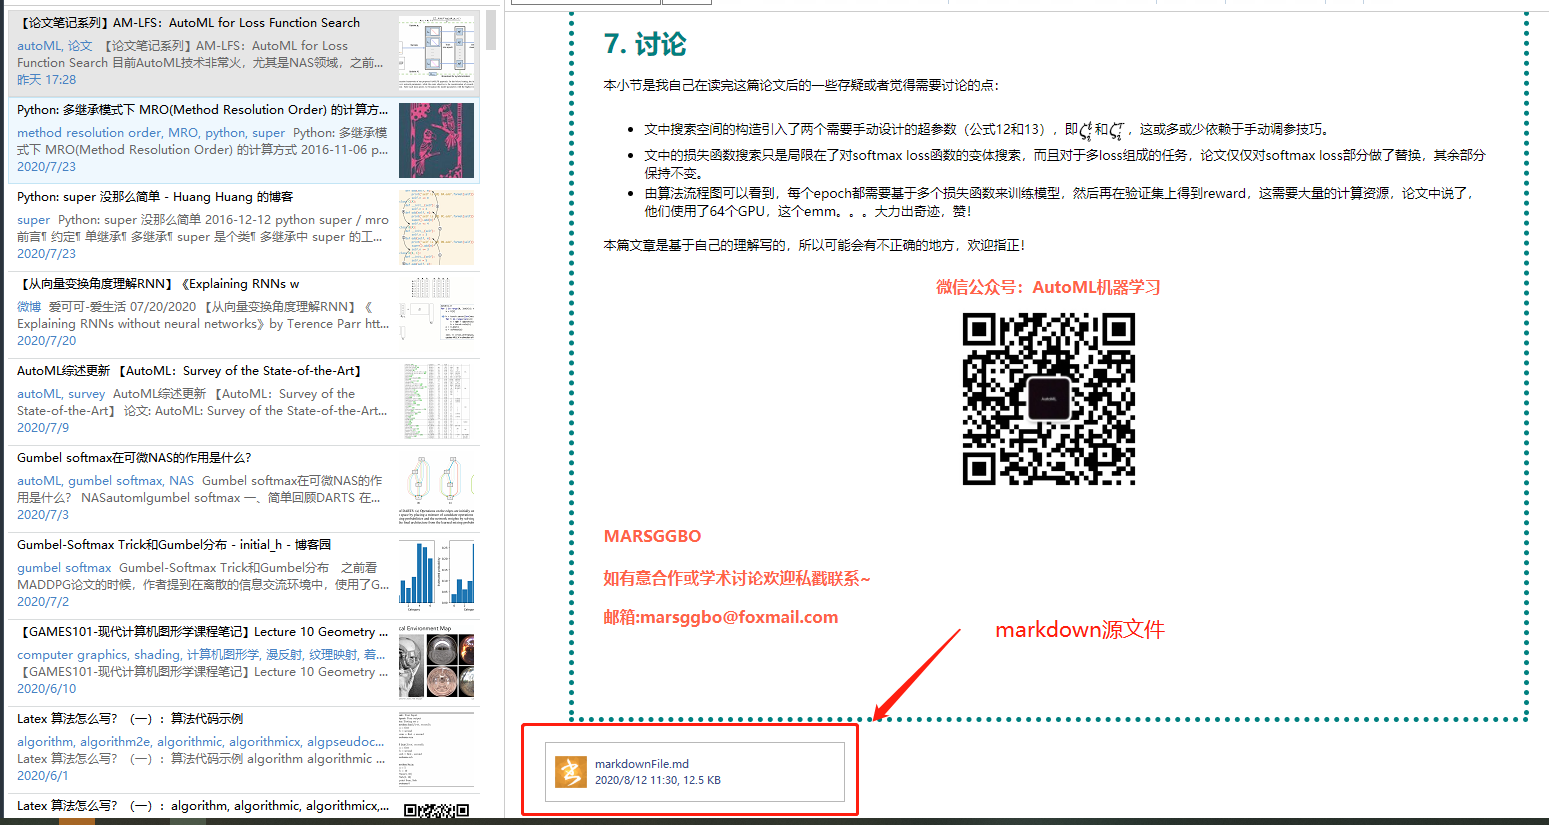 【论文笔记系列】AM-LFS：AutoML for Loss Function Search
autoML, 论文 【论文笔记系列】AM-LFS：AutoML for Loss
Function Search 目前AutoML技术非常火，尤其是NAS领域，之前...
昨天 17:28
Python: 多继承模式下 MRO(Method Resolution Order) 的计算方...
method resolution order, MRO, python, super Python: 多继承模
式下 MRO(Method Resolution Order) 的计算方式 2016-11-06 p...
2020/7/23
Python: super 没那么简单 - Huang Huang 的博客
super Python: super 没那么简单 2016-12-12 python super / mro
前言¶ 约定¶ 单继承¶ 多继承¶ super 是个类¶ 多继承中 super 的工...
2020/7/23
【从向量变换角度理解RNN】《Explaining RNNs w
微博 爱可可-爱生活 07/20/2020 【从向量变换角度理解RNN】《
Explaining RNNs without neural networks》by Terence Parr htt...
2020/7/20
AutoML综述更新 【AutoML：Survey of the State-of-the-Art】
autoML, survey AutoML综述更新 【AutoML：Survey of the
State-of-the-Art】 论文: AutoML: Survey of the State-of-the-Art...
2020/7/9
Gumbel softmax在可微NAS的作用是什么?
autoML, gumbel softmax, NAS Gumbel softmax在可微NAS的作
用是什么? NASautomlgumbel softmax 一、简单回顾DARTS 在...
2020/7/3
Gumbel-Softmax Trick和Gumbel分布 - initial_h - 博客园
gumbel softmax Gumbel-Softmax Trick和Gumbel分布 之前看
MADDPG论文的时候，作者提到在离散的信息交流环境中，使用了G...
2020/7/2
【GAMES101-现代计算机图形学课程笔记】Lecture 10 Geometry ...
computer graphics, shading, 计算机图形学, 漫反射, 纹理映射, 着...
【GAMES101-现代计算机图形学课程笔记】Lecture 10 Geometry ...
2020/6/10
Latex 算法怎么写? (一) : 算法代码示例
algorithm, algorithm2e, algorithmic, algorithmicx, algpseudoc...
Latex 算法怎么写? (一) : 算法代码示例 algorithm algorithmic ...
2020/6/1
Latex 算法怎么写? (一) : algorithm, algorithmic, algorithmicx,...
7. 讨论
本小节是我自己在读完这篇论文后的一些存疑或者觉得需要讨论的点：
文中搜索空间的构造引入了两个需要手动设计的超参数（公式12和13），即ζ_i^t和ζ_i^r，这或多或少依赖于手动调参技巧。
文中的损失函数搜索只是局限在了对softmax loss函数的变体搜索，而且对于多loss组成的任务，论文仅仅对softmax loss部分做了替换，其余部分
保持不变。
由算法流程图可以看到，每个epoch都需要基于多个损失函数来训练模型，然后再在验证集上得到reward，这需要大量的计算资源，论文中说了，
他们使用了64个GPU，这个emm。。。大力出奇迹，赞！
本篇文章是基于自己的理解写的，所以可能会有不正确的地方，欢迎指正！
微信公众号：AutoML机器学习
AutoML
MARSGGBO
如有意合作或学术讨论欢迎私戳联系~
邮箱:marsggbo@foxmail.com
markdown源文件
markdownFile.md
2020/8/12 11:30, 12.5 KB